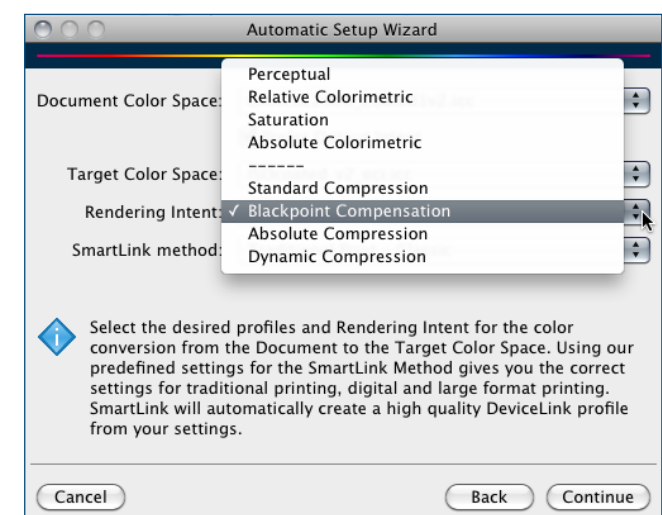 Automatic Setup Wizard
Document Color Space:
Perceptual
Relative Colorimetric
Saturation
Absolute Colorimetric
------
Target Color Space:
Standard Compression
Rendering Intent: ✓ Blackpoint Compensation
Absolute Compression
SmartLink method:
Dynamic Compression
Select the desired profiles and Rendering Intent for the color
conversion from the Document to the Target Color Space. Using our
predefined settings for the SmartLink Method gives you the correct
settings for traditional printing, digital and large format printing.
SmartLink will automatically create a high quality DeviceLink profile
from your settings.
Cancel
Back
Continue